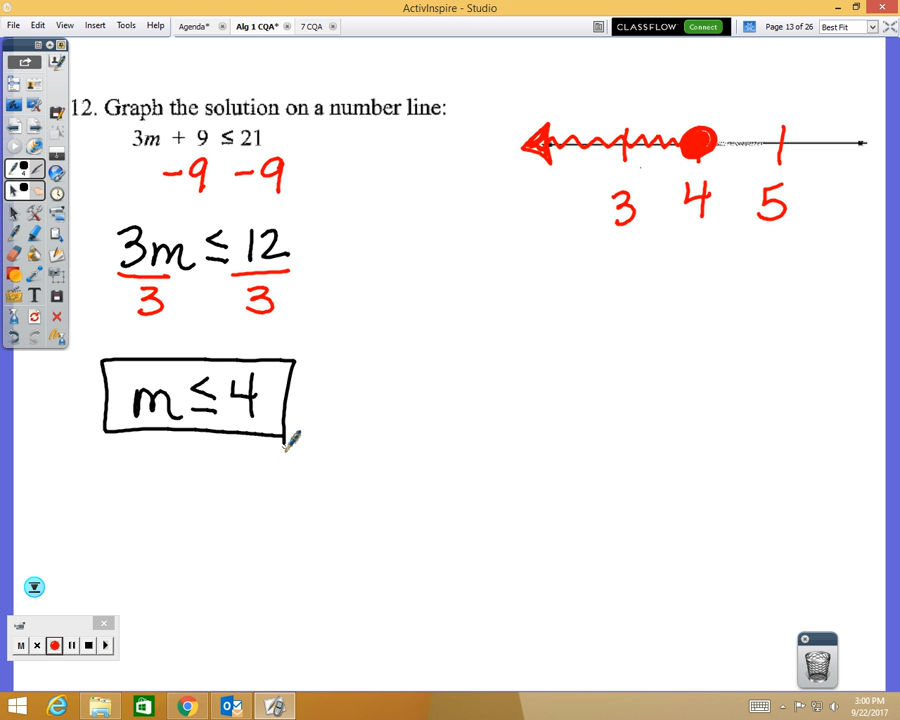 ActivInspire - Studio
File Edit View Insert Tools Help Agenda* Alg 1 CQA* 7 CQA CLASSFLOW Connect Page 13 of 26 Best Fit
12. Graph the solution on a number line:
3m + 9 ≤ 21
-9 -9
3m ≤ 12
3 3
m ≤ 4
3 4 5
4
T
M
3:00 PM
9/22/2017